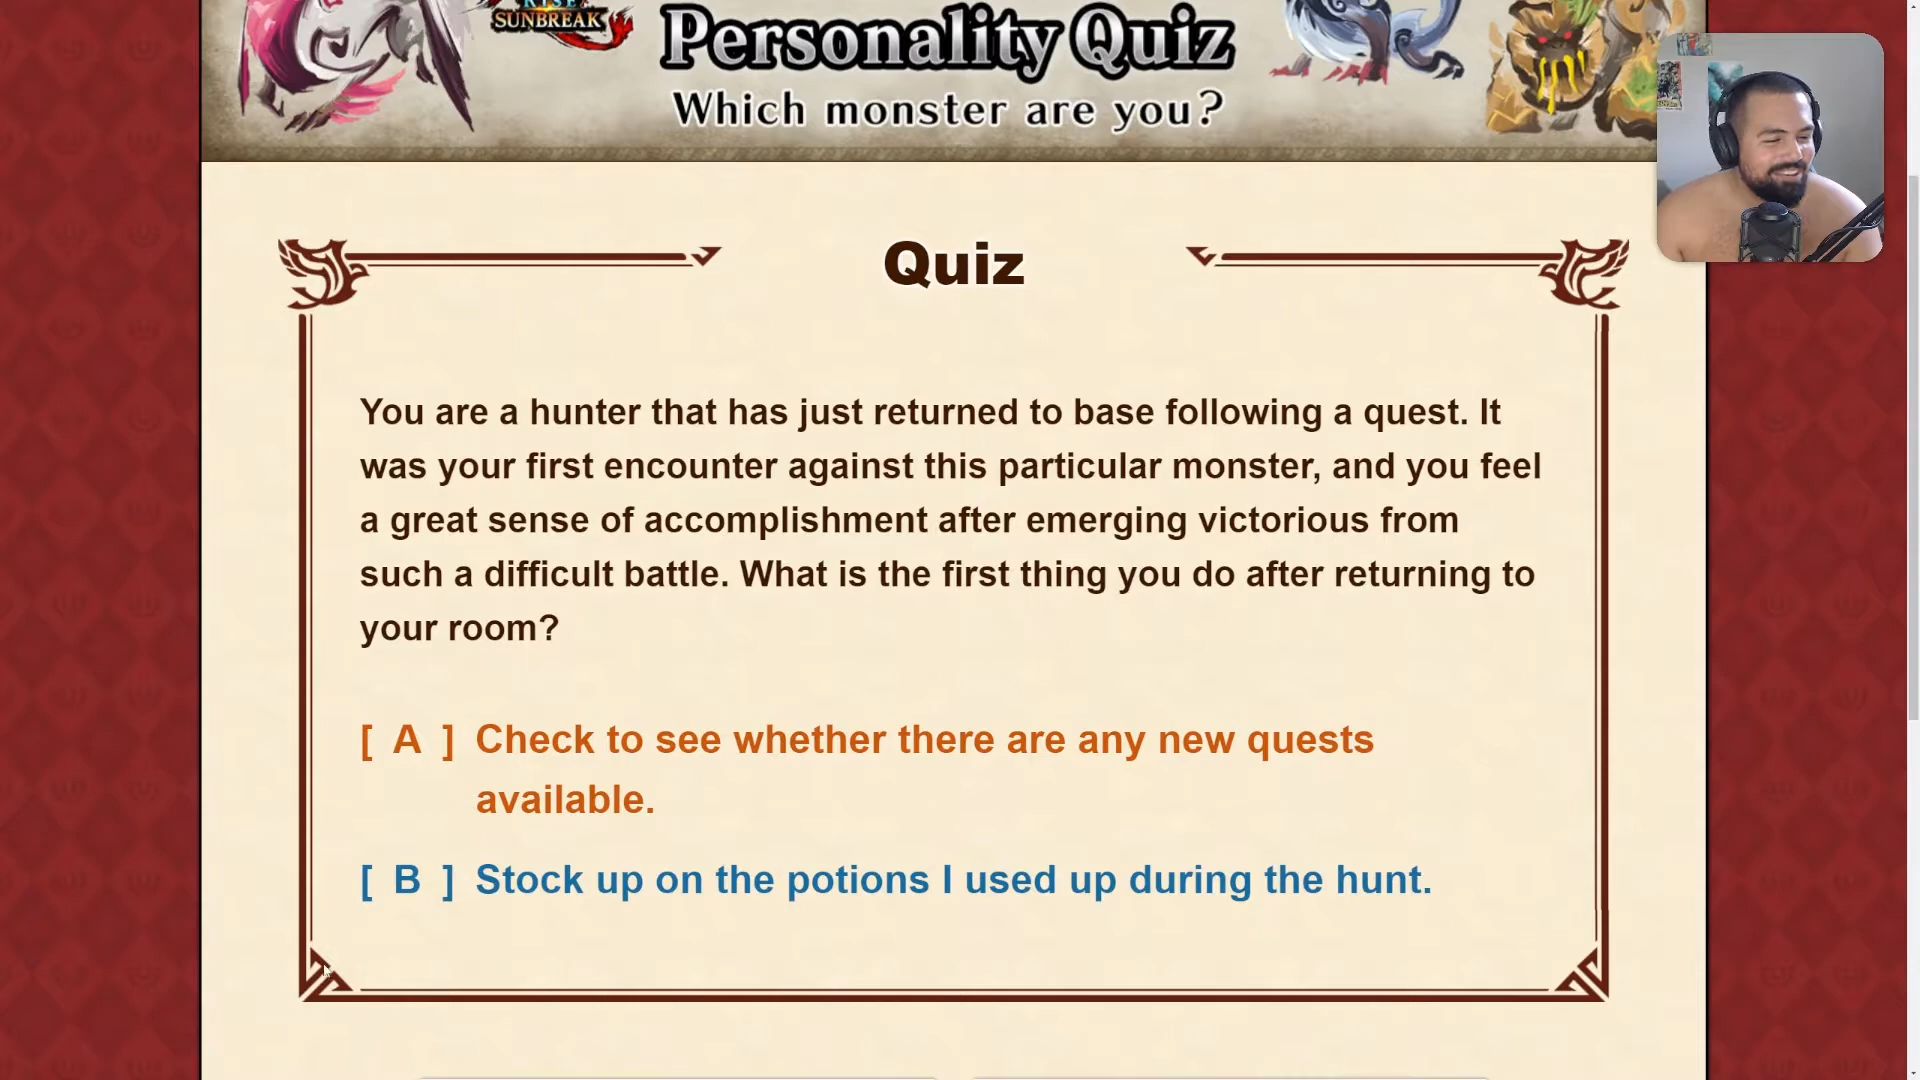 RISE
SUNBREAK
Personality Quiz
Which monster are you?
Quiz
You are a hunter that has just returned to base following a quest. It
was your first encounter against this particular monster, and you feel
a great sense of accomplishment after emerging victorious from
such a difficult battle. What is the first thing you do after returning to
your room?
[ A ] Check to see whether there are any new quests
available.
[ B ] Stock up on the potions I used up during the hunt.